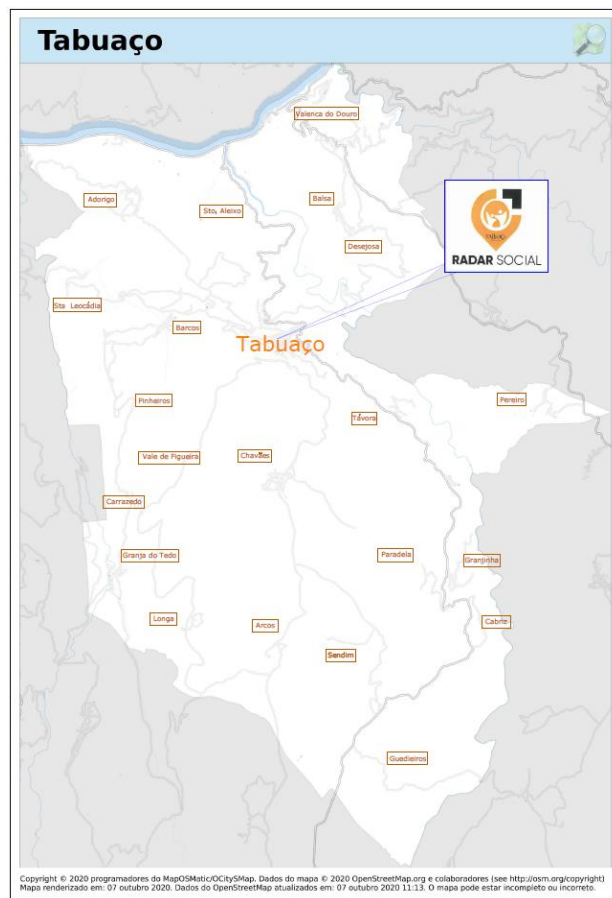 Tabuaço
Valenca do Douro
Adorigo
Balsa
Sto, Aleixo
RADAR SOCIAL
Desejosa
Sta Leocádia
Barcos
Tabuaço
Pinheiros
Pereiro
Távora
Vale de Figueira
Chavães
Carrazedo
Granja do Tedo
Paradela
Granjinha
Longa
Arcos
Cabriz
Sendim
Guedieiros
Copyright © 2020 programadores do MapOSMatic/OCitySMap. Dados do mapa © 2020 OpenStreetMap.org e colaboradores (see http://osm.org/copyright)
Mapa renderizado em: 07 outubro 2020. Dados do OpenStreetMap atualizados em: 07 outubro 2020 11:13. O mapa pode estar incompleto ou incorreto.